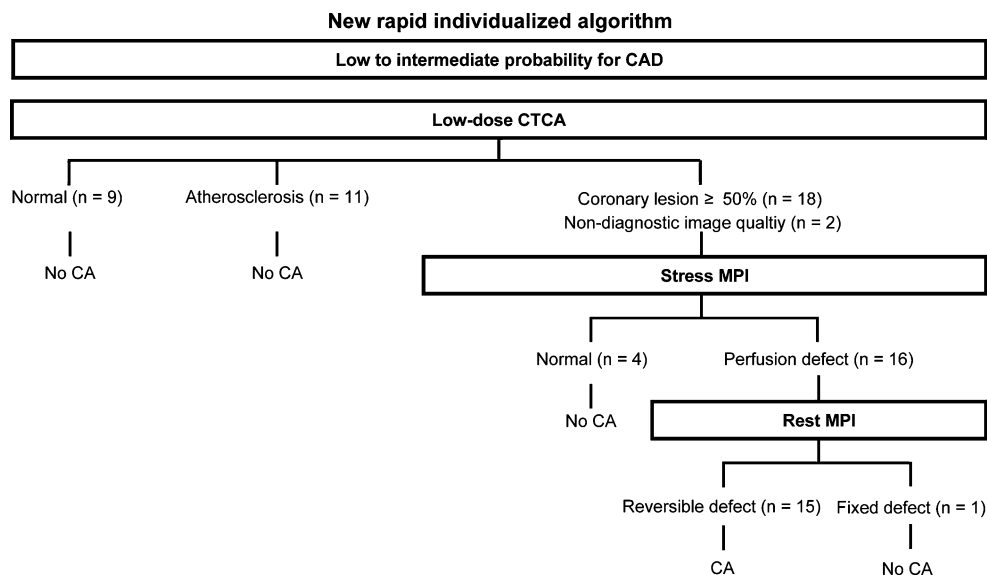 New rapid individualized algorithm
Low to intermediate probability for CAD
Low-dose CTCA
Normal (n = 9)
Atherosclerosis (n = 11)
Coronary lesion ≥ 50% (n = 18)
Non-diagnostic image qualtiy (n = 2)
No CA
No CA
Stress MPI
Normal (n = 4)
Perfusion defect (n = 16)
No CA
Rest MPI
Reversible defect (n = 15)
Fixed defect (n = 1)
CA
No CA